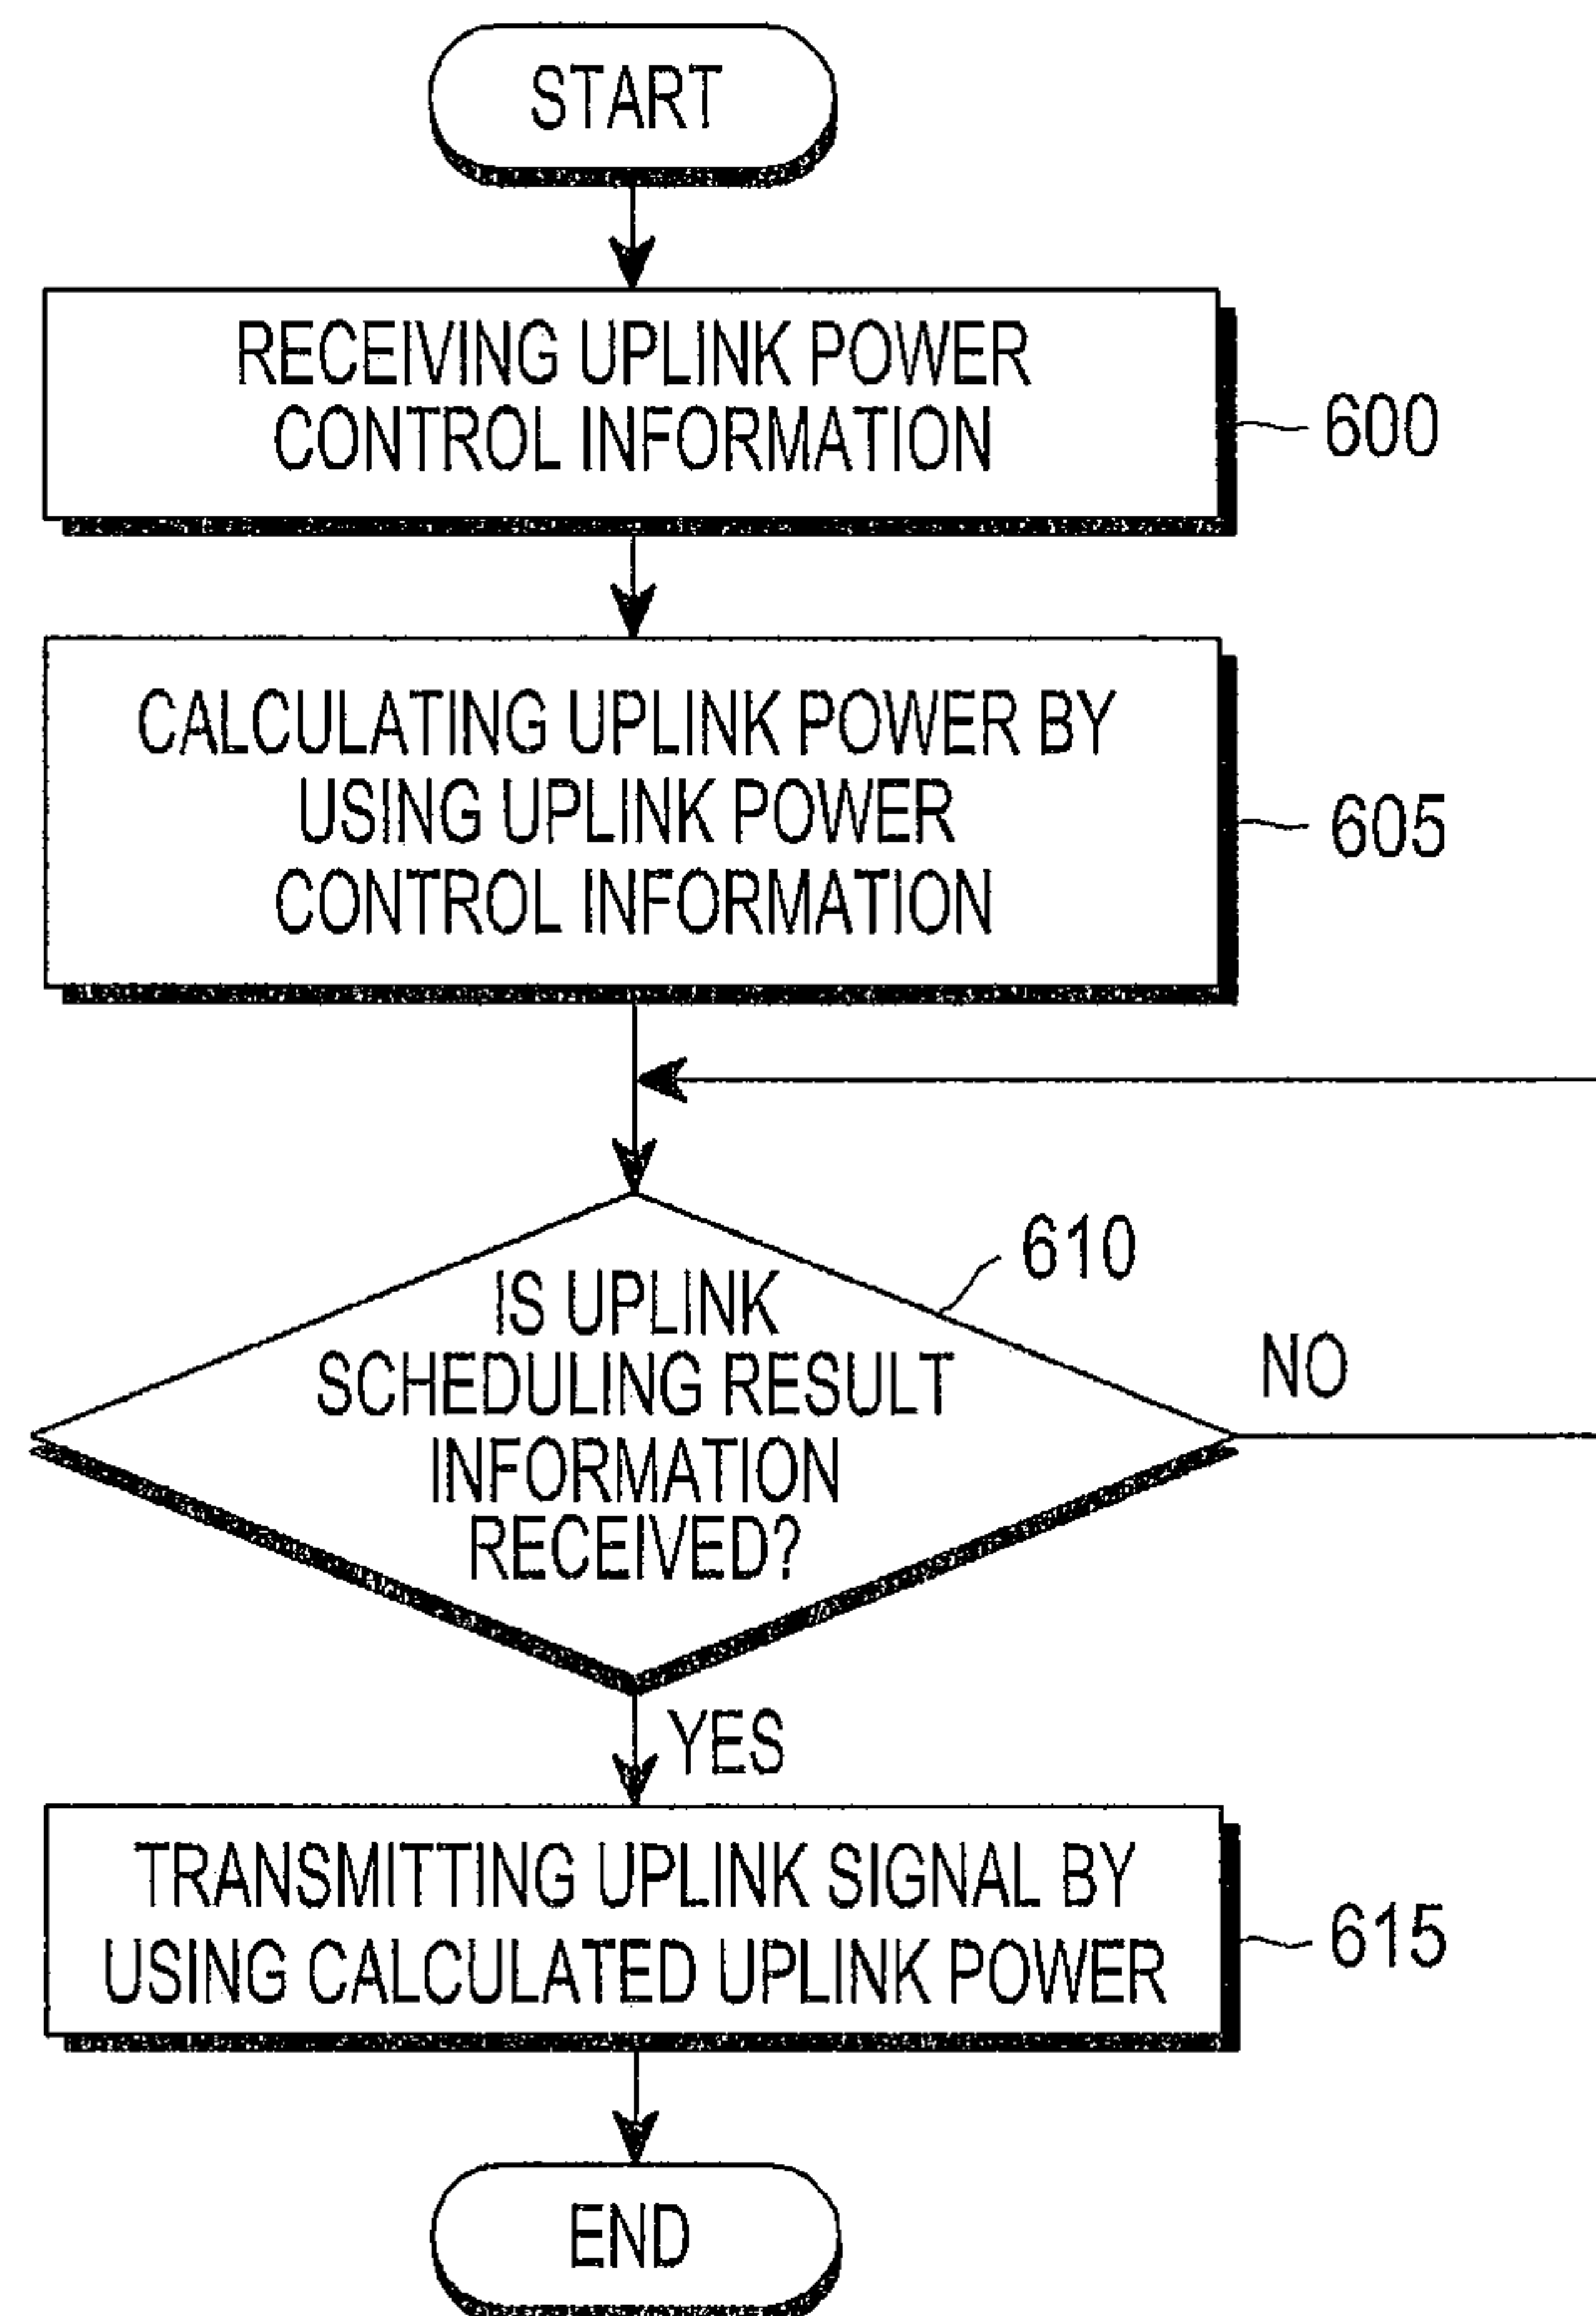 START
RECEIVING UPLINK POWER
CONTROL INFORMATION
600
CALCULATING UPLINK POWER BY
USING UPLINK POWER
CONTROL INFORMATION
605
610
IS UPLINK
SCHEDULING RESULT
INFORMATION
RECEIVED?
NO
YES
TRANSMITTING UPLINK SIGNAL BY
USING CALCULATED UPLINK POWER
615
END